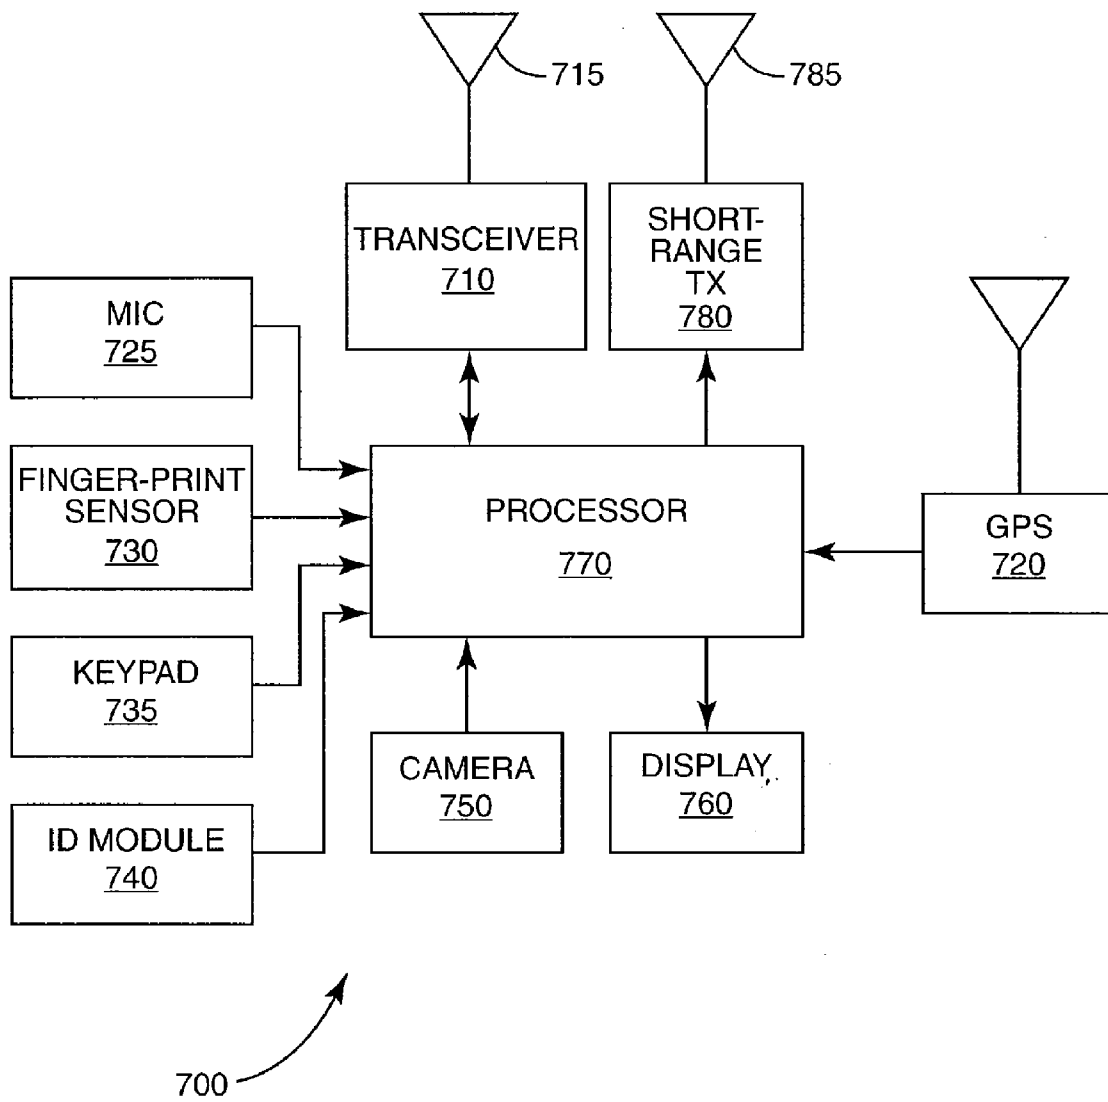 715
785
TRANSCEIVER
710
SHORT-
RANGE
TX
780
MIC
725
FINGER-PRINT
SENSOR
730
PROCESSOR
770
GPS
720
KEYPAD
735
CAMERA
750
DISPLAY
760
ID MODULE
740
700